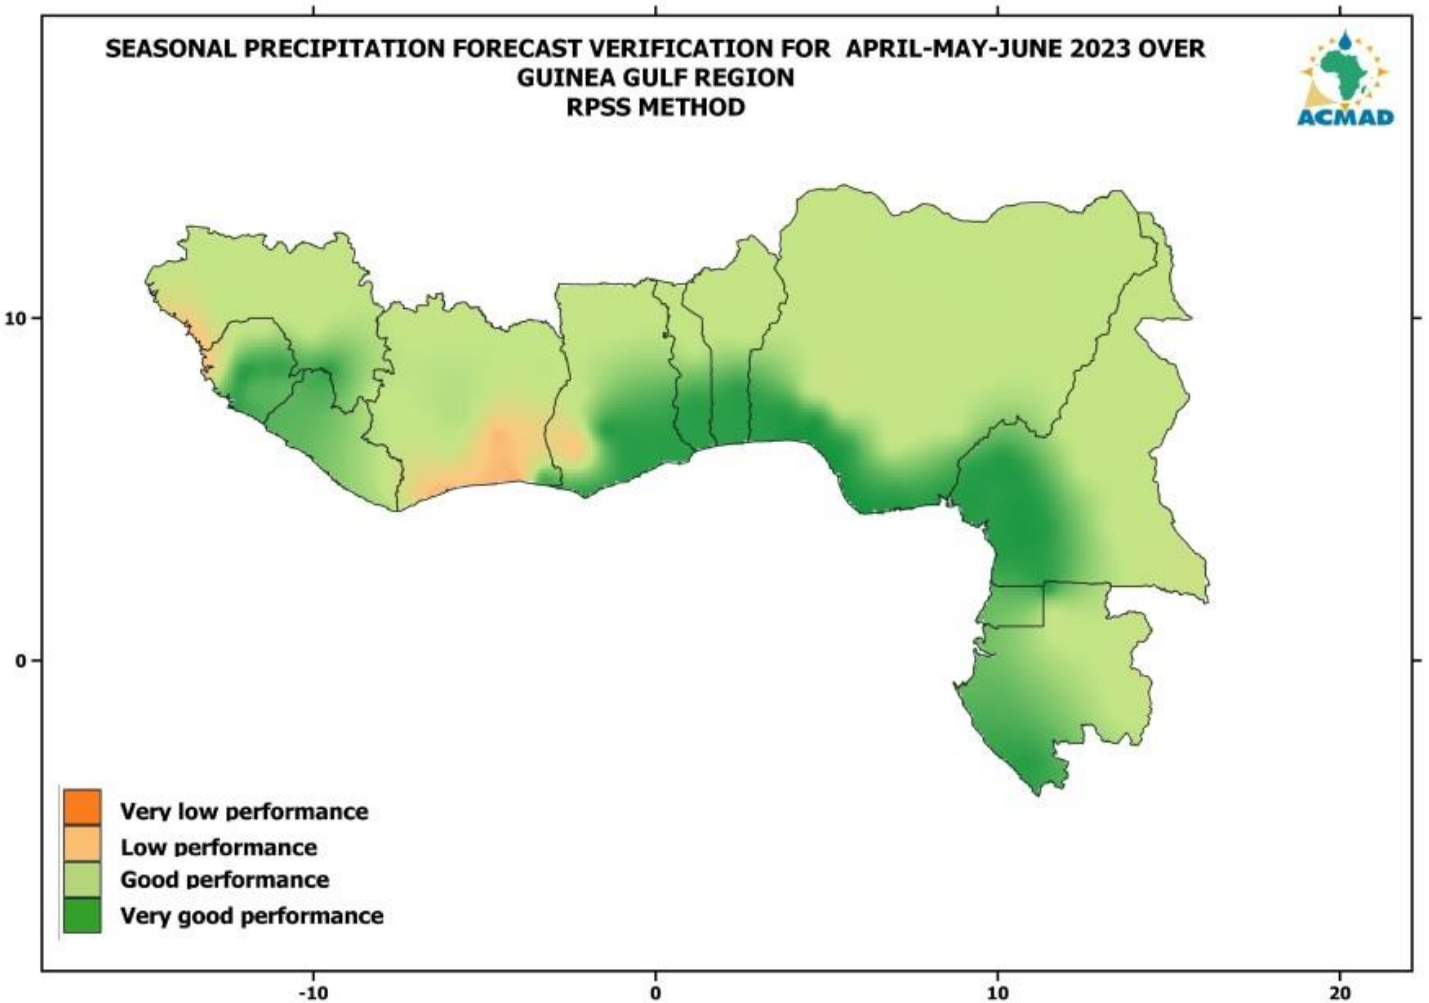 SEASONAL PRECIPITATION FORECAST VERIFICATION FOR APRIL-MAY-JUNE 2023 OVER
GUINEA GULF REGION
RPSS METHOD
ACMAD
10
0
Very low performance
Low performance
Good performance
Very good performance
-10
0
10
20